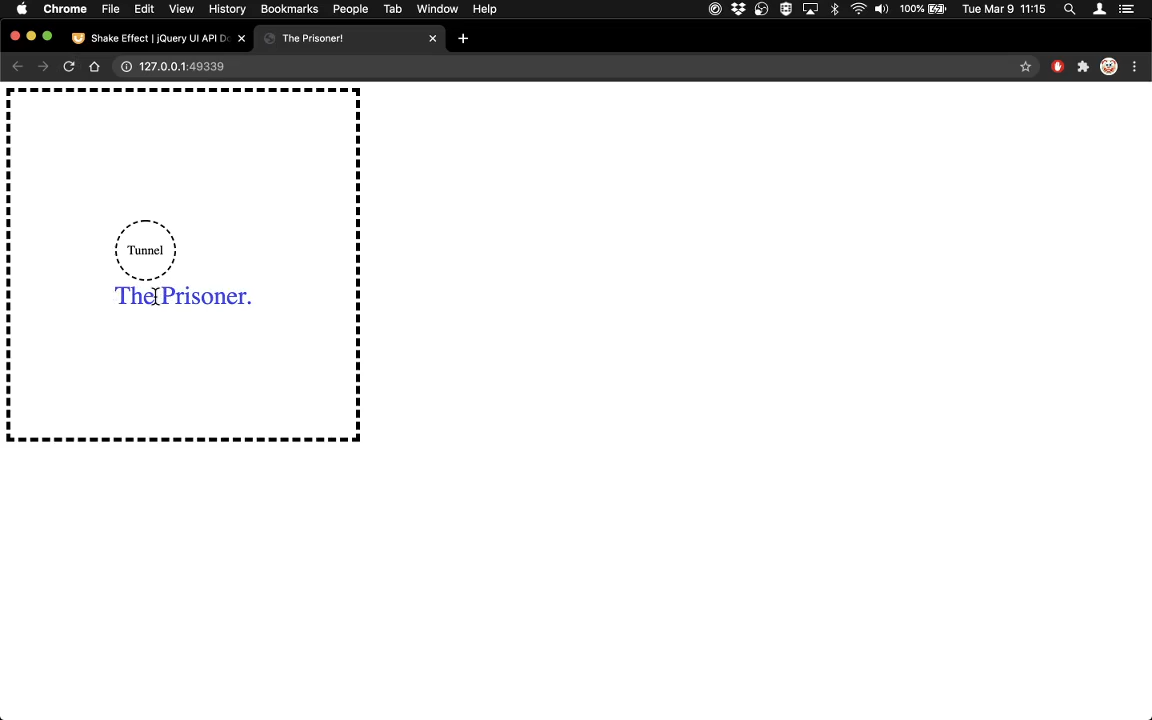 Chrome File Edit View History Bookmarks People Tab Window Help 100% Tue Mar 9 11:15
Shake Effect | jQuery UI API Do
The Prisoner!
127.0.0.1:49339
Tunnel
The Prisoner.